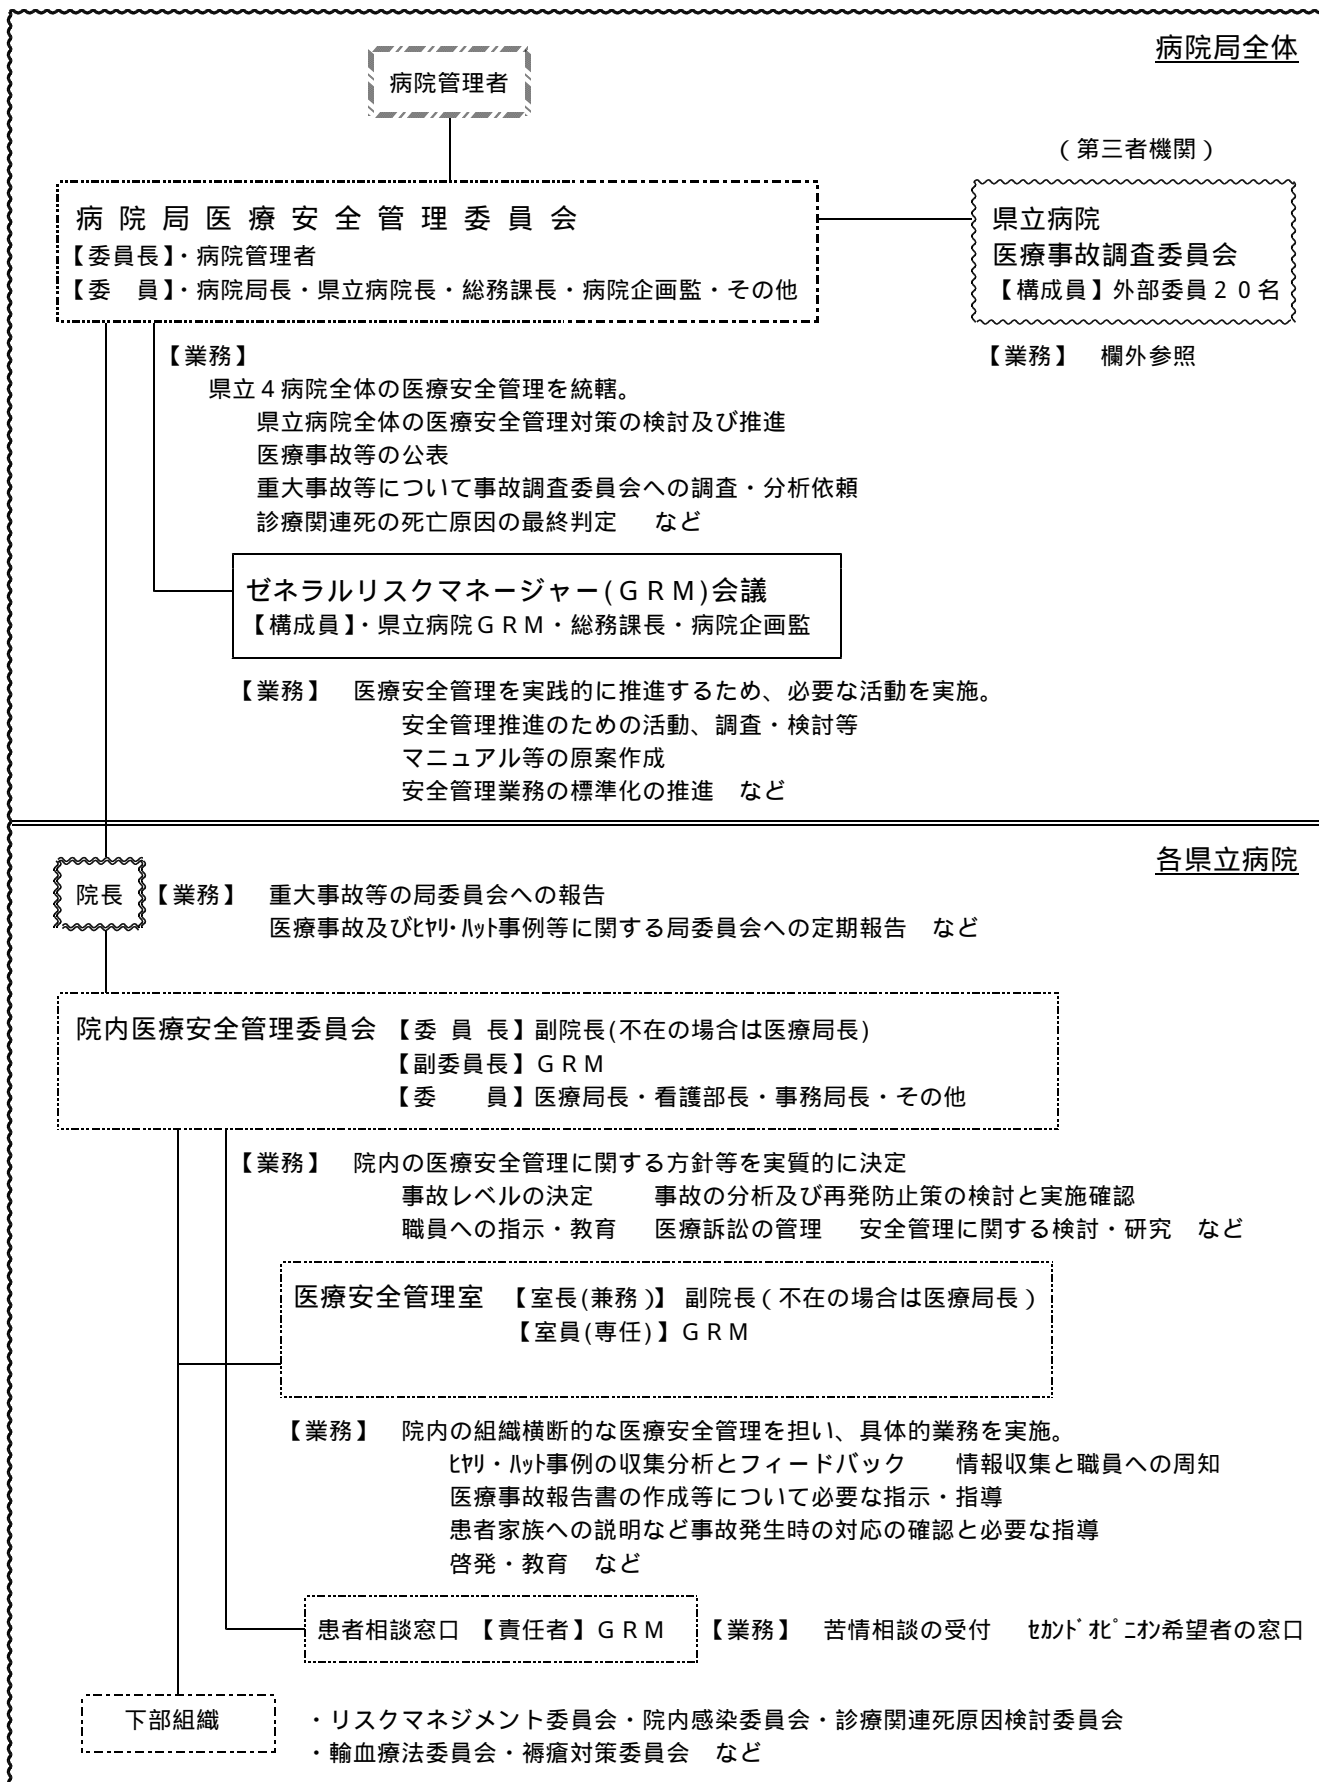 病院局全体
病院管理者
（第三者機関）
病院局医療安全管理委員会
【委員長】・病院管理者
【委　員】・病院局長・県立病院長・総務課長・病院企画監・その他
県立病院
医療事故調査委員会
【構成員】外部委員２０名
【業務】　欄外参照
【業務】
県立４病院全体の医療安全管理を統轄。
県立病院全体の医療安全管理対策の検討及び推進
医療事故等の公表
重大事故等について事故調査委員会への調査・分析依頼
診療関連死の死亡原因の最終判定　など
ゼネラルリスクマネージャー(ＧＲＭ)会議
【構成員】・県立病院ＧＲＭ・総務課長・病院企画監
【業務】　医療安全管理を実践的に推進するため、必要な活動を実施。
安全管理推進のための活動、調査・検討等
マニュアル等の原案作成
安全管理業務の標準化の推進　など
各県立病院
院長　【業務】　重大事故等の局委員会への報告
医療事故及びﾋﾔﾘ･ﾊｯﾄ事例等に関する局委員会への定期報告　など
院内医療安全管理委員会　【委 員 長】副院長(不在の場合は医療局長)
【副委員長】ＧＲＭ
【委　　員】医療局長・看護部長・事務局長・その他
【業務】　院内の医療安全管理に関する方針等を実質的に決定
事故レベルの決定　　事故の分析及び再発防止策の検討と実施確認
職員への指示・教育　医療訴訟の管理　安全管理に関する検討・研究　など
医療安全管理室　【室長(兼務)】 副院長（不在の場合は医療局長）
【室員(専任)】ＧＲＭ
【業務】　院内の組織横断的な医療安全管理を担い、具体的業務を実施。
ﾋﾔﾘ・ﾊｯﾄ事例の収集分析とフィードバック　　情報収集と職員への周知
医療事故報告書の作成等について必要な指示・指導
患者家族への説明など事故発生時の対応の確認と必要な指導
啓発・教育　など
患者相談窓口　【責任者】ＧＲＭ　【業務】　苦情相談の受付　ｾｶﾝﾄﾞｵﾋﾟﾆｵﾝ希望者の窓口
下部組織　・リスクマネジメント委員会・院内感染委員会・診療関連死原因検討委員会
・輸血療法委員会・褥瘡対策委員会　など